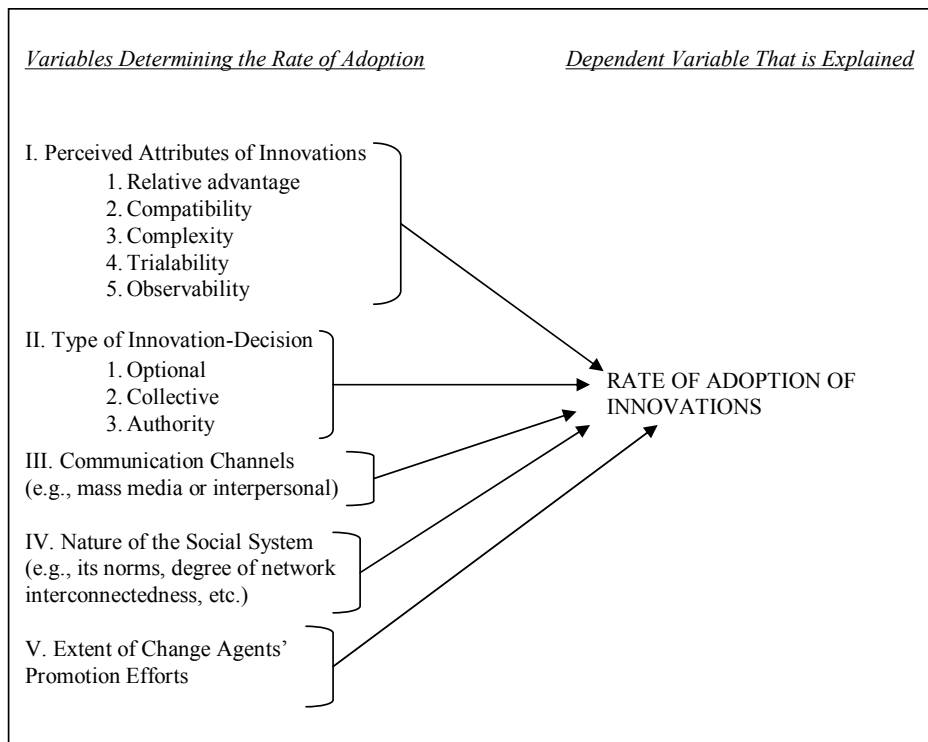 Variables Determining the Rate of Adoption
Dependent Variable That is Explained
I. Perceived Attributes of Innovations
1. Relative advantage
2. Compatibility
3. Complexity
4. Trialability
5. Observability
II. Type of Innovation-Decision
1. Optional
2. Collective
3. Authority
III. Communication Channels
(e.g., mass media or interpersonal)
IV. Nature of the Social System
(e.g., its norms, degree of network
interconnectedness, etc.)
V. Extent of Change Agents’
Promotion Efforts
RATE OF ADOPTION OF
INNOVATIONS